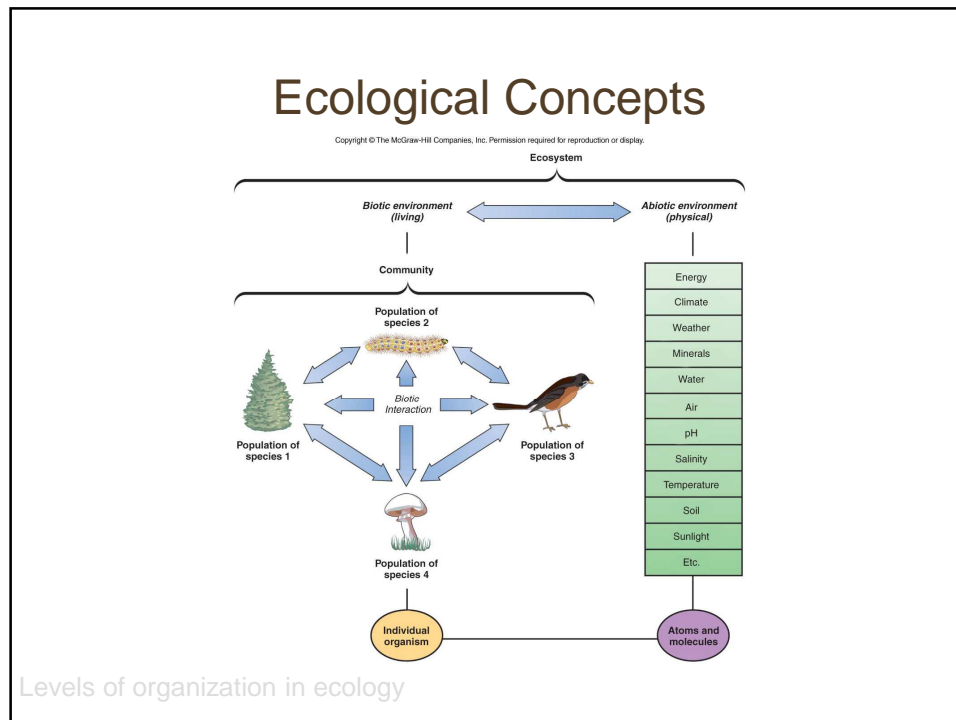 Ecological Concepts
Copyright © The McGraw-Hill Companies, Inc. Permission required for reproduction or display.
Ecosystem
Biotic environment
(living)
Abiotic environment
(physical)
Community
Population of
species 2
Biotic
Interaction
Population of
species 1
Population of
species 3
Population of
species 4
Individual
organism
Energy
Climate
Weather
Minerals
Water
Air
pH
Salinity
Temperature
Soil
Sunlight
Etc.
Atoms and
molecules
Levels of organization in ecology